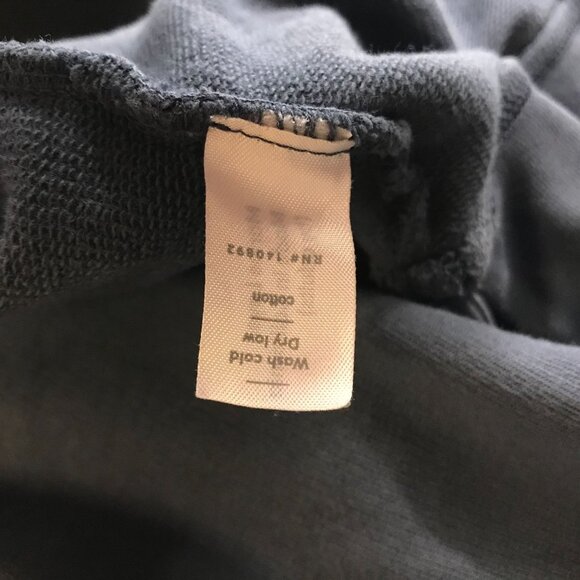 Wash cold
Dry low
cotton
RN# 140892